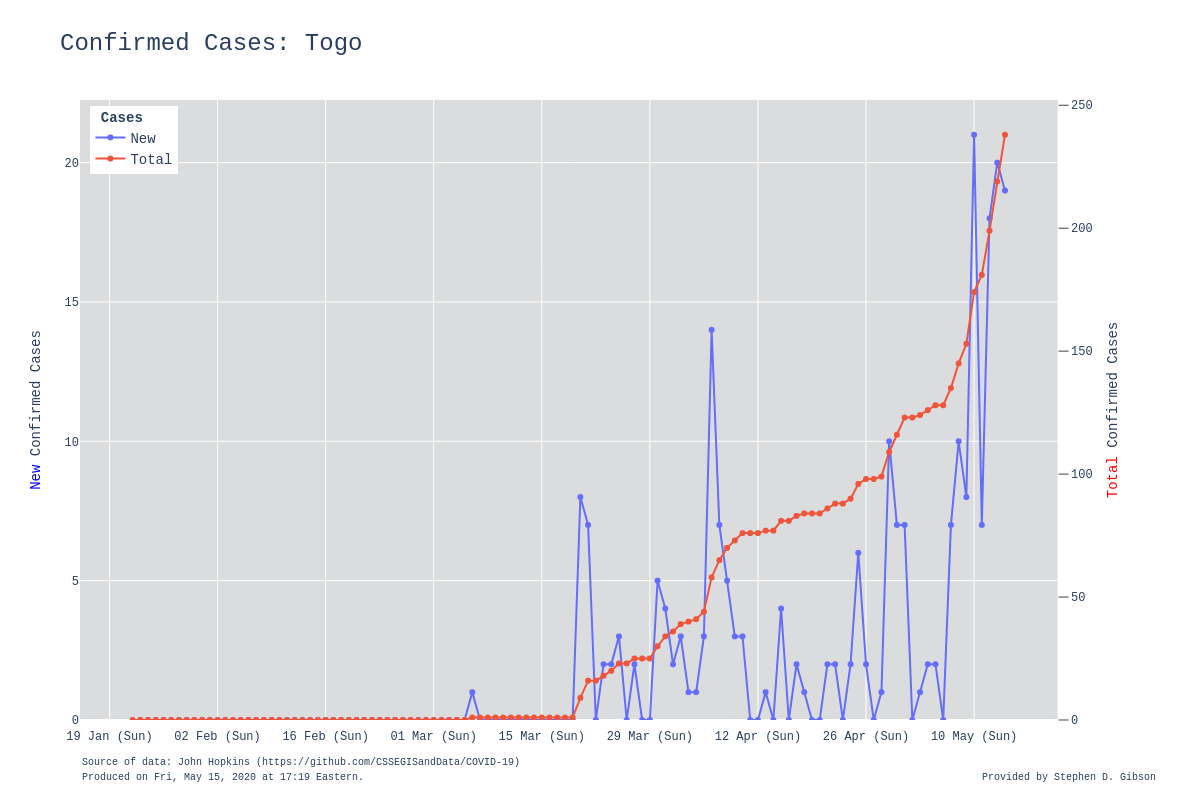 Confirmed Cases: Togo
Cases
New
Total
20
15
10
5
0
New Confirmed Cases
250
200
150
100
50
0
Total Confirmed Cases
19 Jan (Sun) 02 Feb (Sun) 16 Feb (Sun) 01 Mar (Sun) 15 Mar (Sun) 29 Mar (Sun) 12 Apr (Sun) 26 Apr (Sun) 10 May (Sun)
Source of data: John Hopkins (https://github.com/CSSEGISandData/COVID-19)
Produced on Fri, May 15, 2020 at 17:19 Eastern.
Provided by Stephen D. Gibson